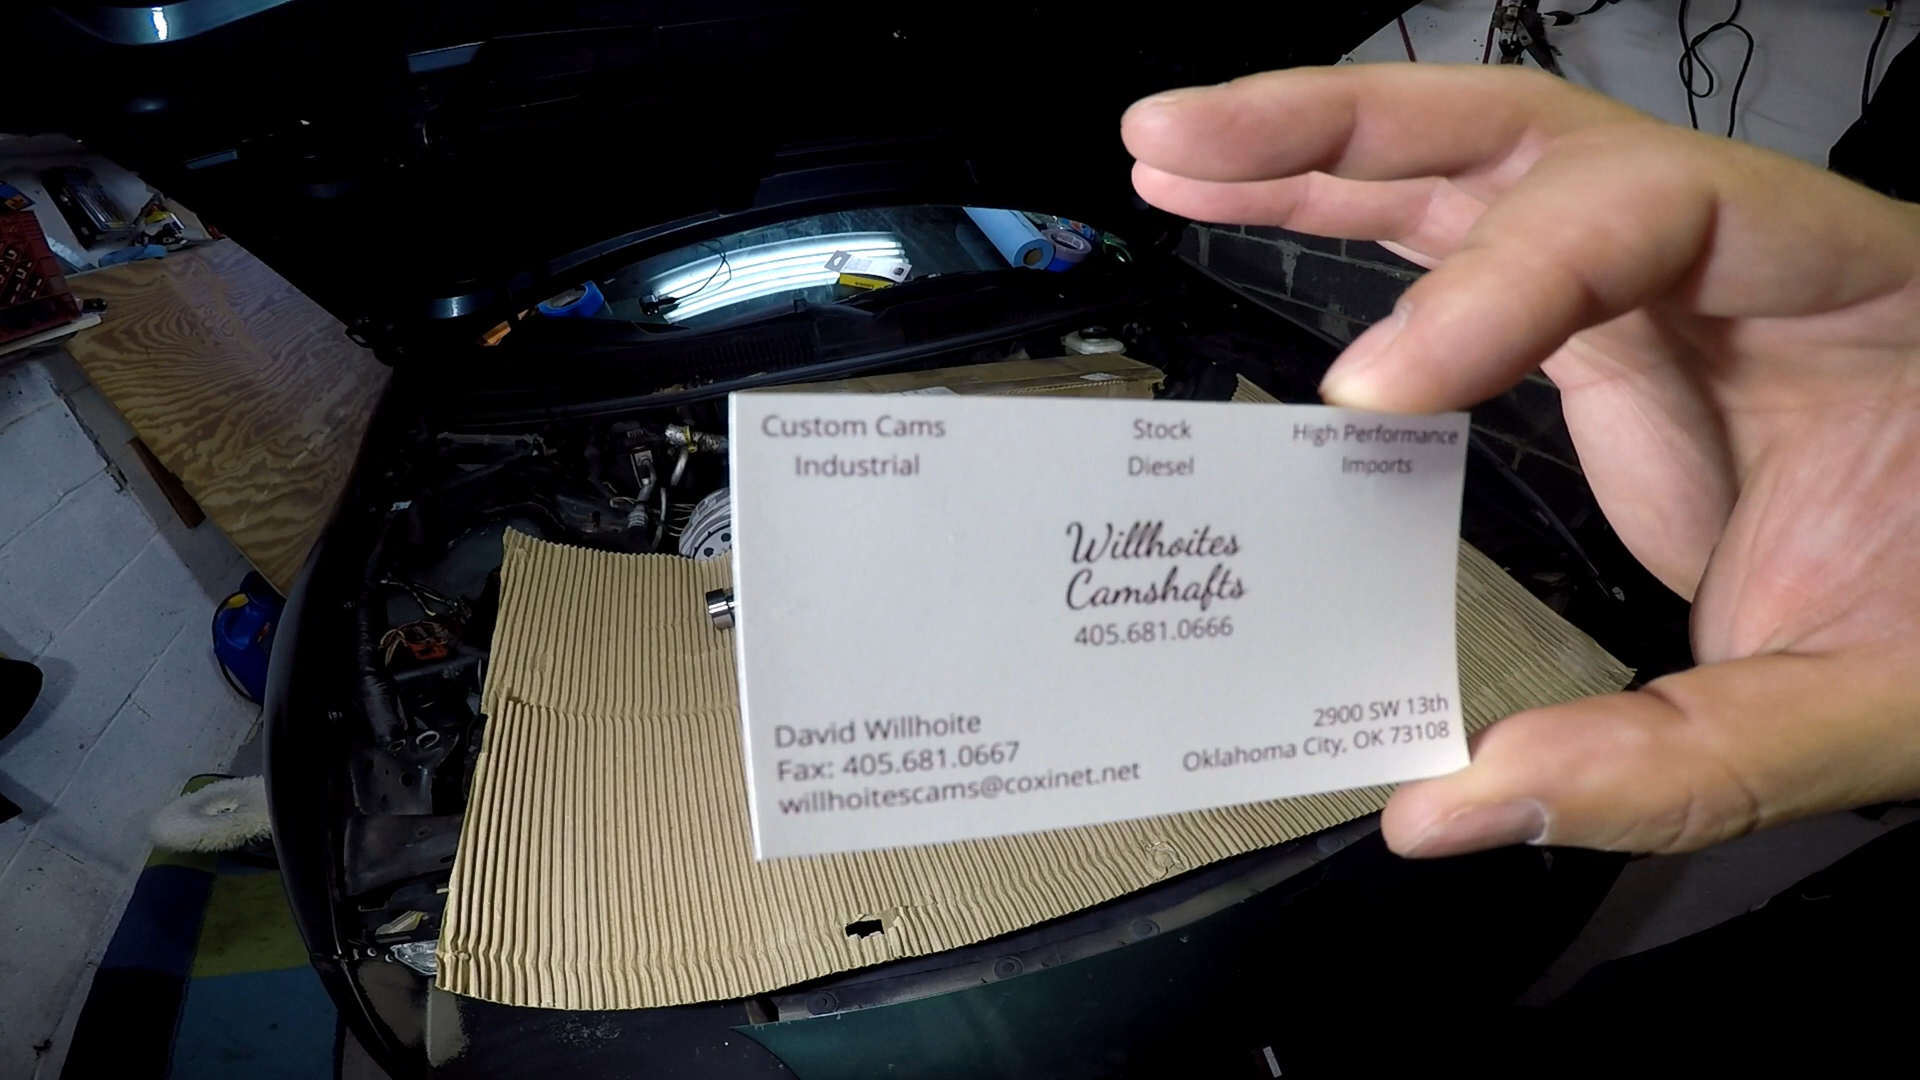 Custom Cams
Industrial
Stock
Diesel
High Performance
Imports
Willhoites
Camshafts
405.681.0666
David Willhoite
Fax: 405.681.0667
willhoitescams@coxinet.net
2900 SW 13th
Oklahoma City, OK 73108